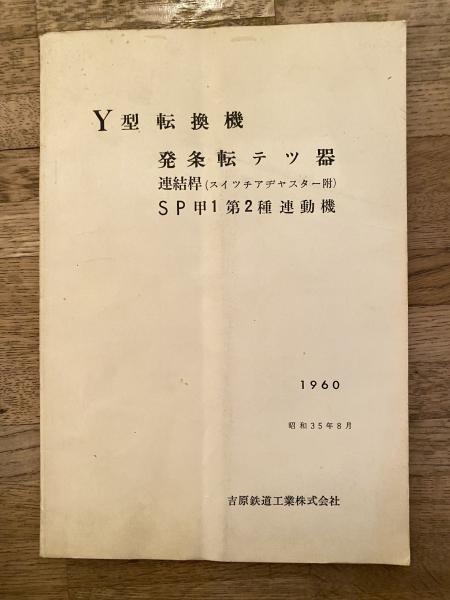 Y型転換機
発条転テツ器
連結桿(スイツチアヂヤスター附)
SP甲1第2種連動機
1960
昭和35年8月
吉原鉄道工業株式会社